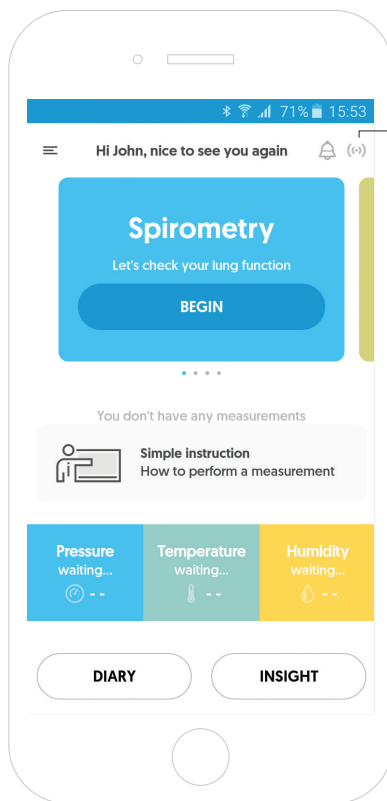 71% 15:53
Hi John, nice to see you again
Spirometry
Let's check your lung function
BEGIN
You don't have any measurements
Simple instruction
How to perform a measurement
Pressure Temperature Humidity
waiting... waiting... waiting...
-- -- --
DIARY INSIGHT